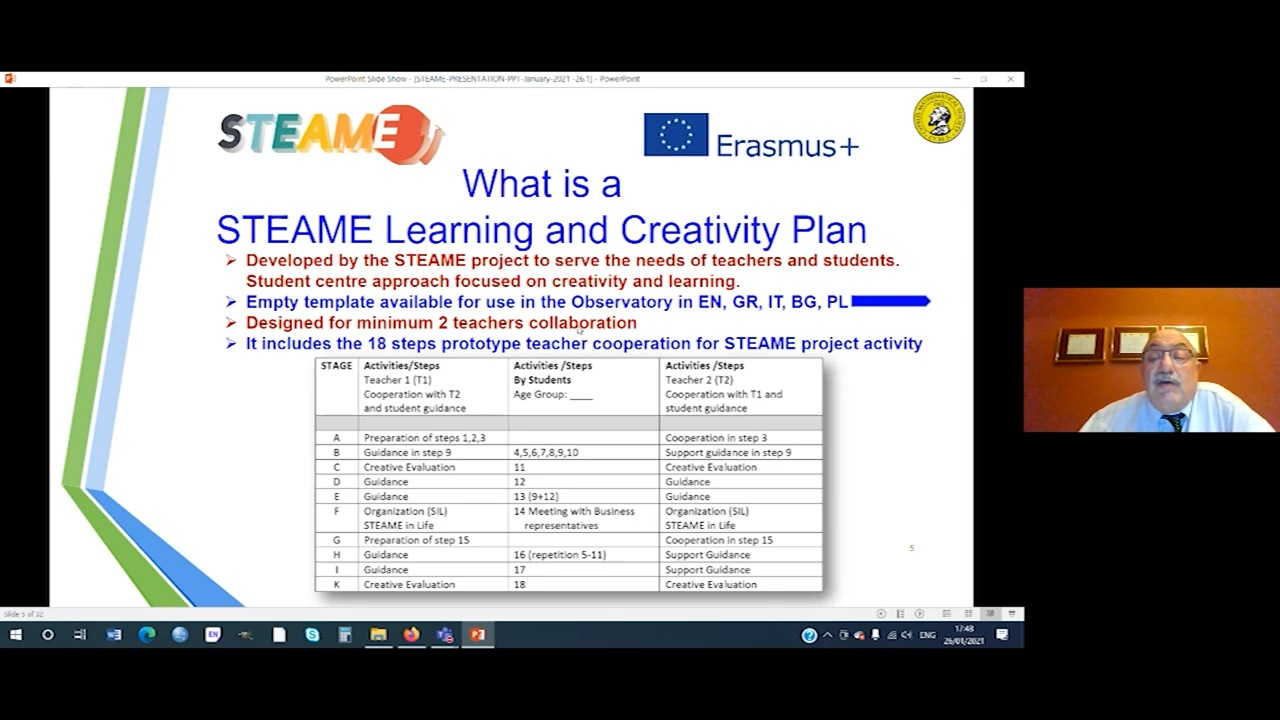 PowerPoint Slide Show - [STEAME-PRESENTATION-PPT-January-2021 -26.1] - PowerPoint
STEAME
Erasmus+
What is a
STEAME Learning and Creativity Plan
Developed by the STEAME project to serve the needs of teachers and students.
Student centre approach focused on creativity and learning.
Empty template available for use in the Observatory in EN, GR, IT, BG, PL
Designed for minimum 2 teachers collaboration
It includes the 18 steps prototype teacher cooperation for STEAME project activity
STAGE Activities/Steps Activities /Steps Activities /Steps
Teacher 1 (T1) By Students Teacher 2 (T2)
Cooperation with T2 Age Group: ____ Cooperation with T1 and
and student guidance student guidance
A Preparation of steps 1,2,3 Cooperation in step 3
B Guidance in step 9 4,5,6,7,8,9,10 Support guidance in step 9
C Creative Evaluation 11 Creative Evaluation
D Guidance 12 Guidance
E Guidance 13 (9+12) Guidance
F Organization (SIL) 14 Meeting with Business Organization (SIL)
STEAME in Life representatives STEAME in Life
G Preparation of step 15 Cooperation in step 15
H Guidance 16 (repetition 5-11) Support Guidance
I Guidance 17 Support Guidance
K Creative Evaluation 18 Creative Evaluation
5
Slide 5 of 32
EN
ENG
17:48
26/01/2021